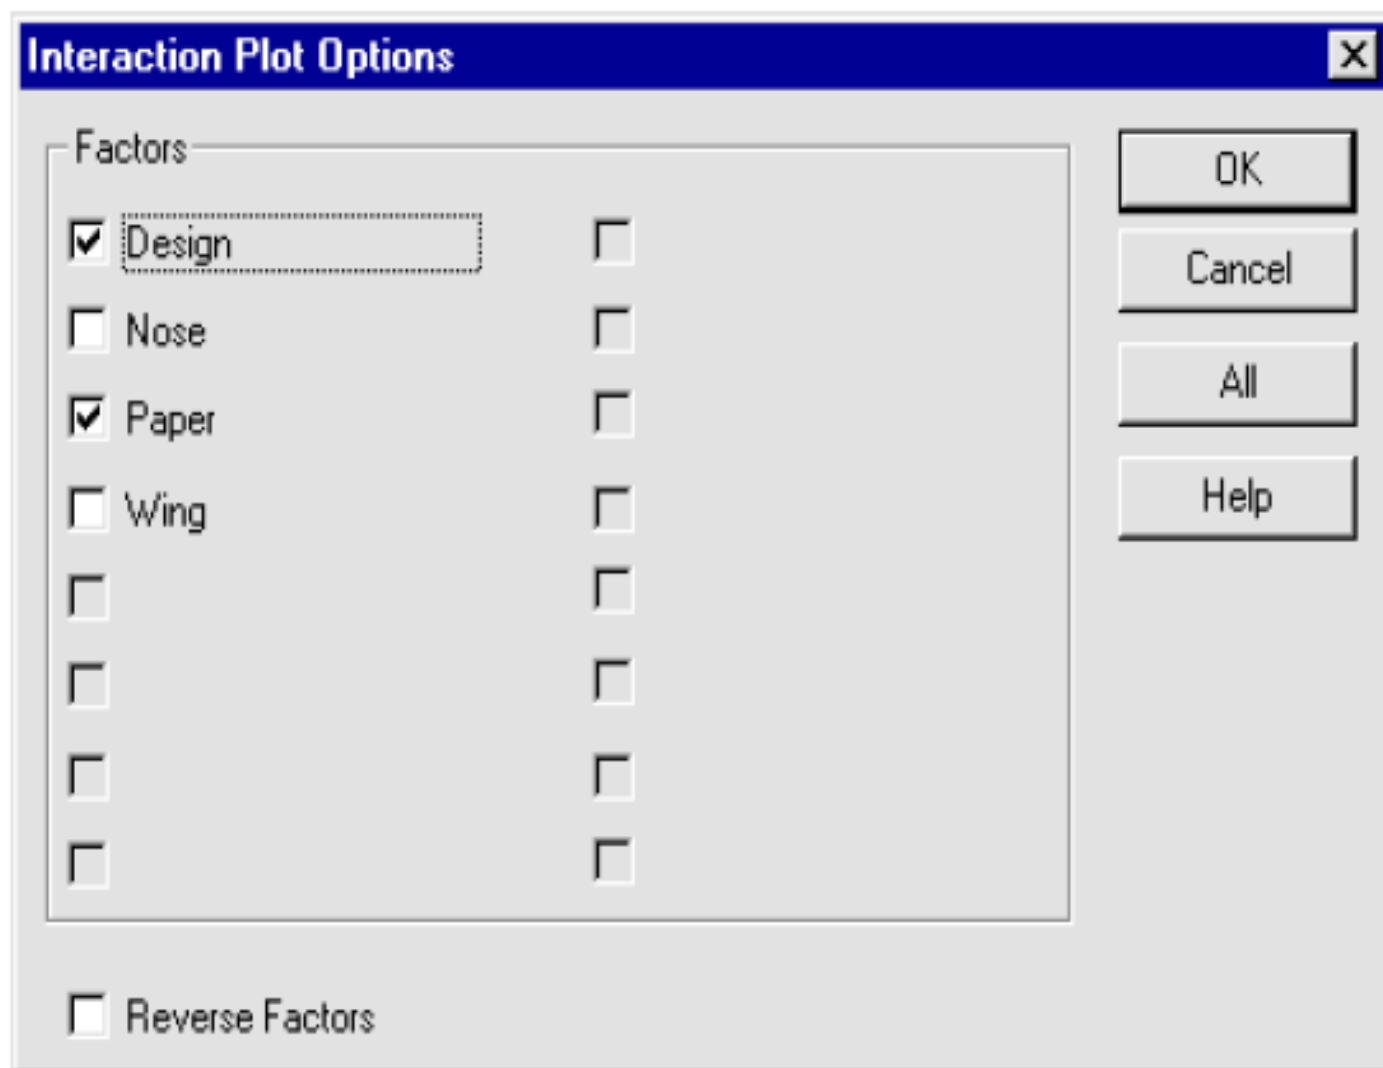 Interaction Plot Options
Factors
Design
Nose
Paper
Wing
Reverse Factors
OK
Cancel
All
Help